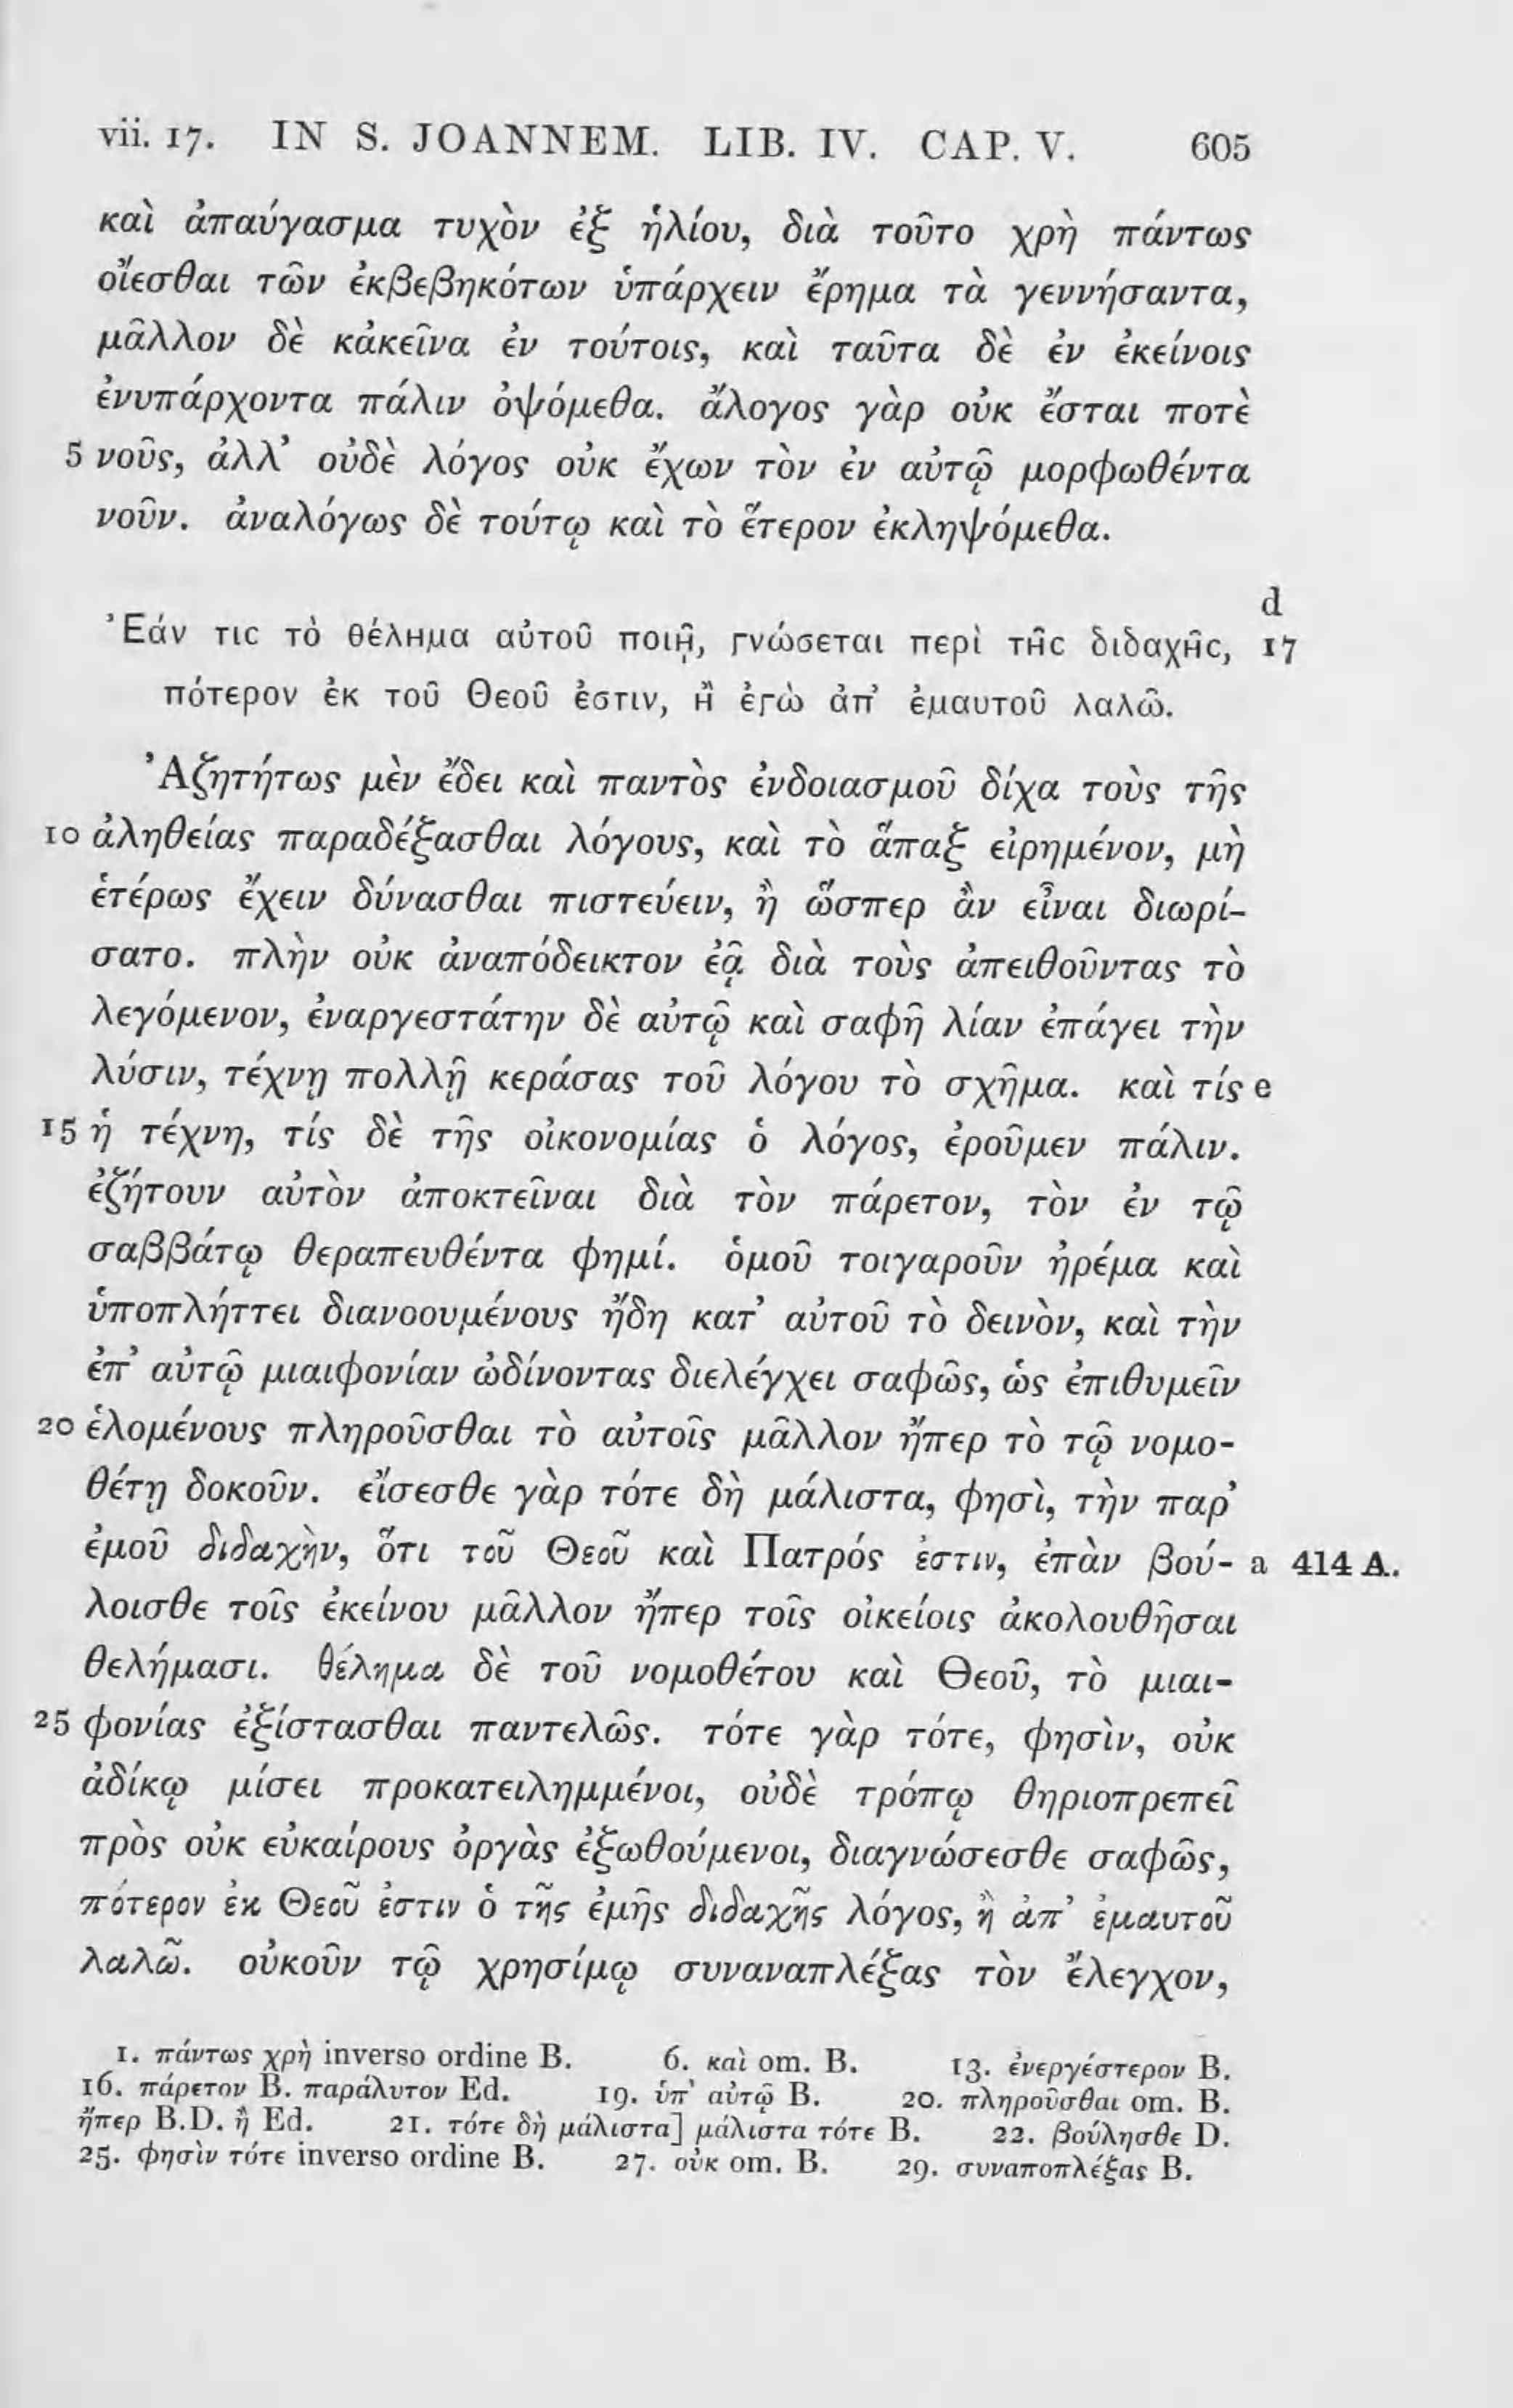 vii. 17. IN S. JOANNEM. LIB. IV. CAP. V. 605
καὶ ἀπαύγασμα τυχὸν ἐξ ἡλίου, διὰ τοῦτο χρὴ πάντως
οἴεσθαι τῶν ἐκβεβηκότων ὑπάρχειν ἔρημα τὰ γεννήσαντα,
μᾶλλον δὲ κἀκεῖνα ἐν τούτοις, καὶ ταῦτα δὲ ἐν ἐκείνοις
ἐνυπάρχοντα πάλιν ὀψόμεθα. ἄλογος γὰρ οὐκ ἔσται ποτὲ
5 νοῦς, ἀλλ’ οὐδὲ λόγος οὐκ ἔχων τὸν ἐν αὐτῷ μορφωθέντα
νοῦν. ἀναλόγως δὲ τούτῳ καὶ τὸ ἕτερον ἐκληψόμεθα.
d
Ἐάν τις τὸ θέλημα αὐτοῦ ποιῇ, γνώσεται περὶ τῆς διδαχῆς, 17
πότερον ἐκ τοῦ Θεοῦ ἐστιν, ἢ ἐγὼ ἀπ’ ἐμαυτοῦ λαλῶ.
Ἀζητήτως μὲν ἔδει καὶ παντὸς ἐνδοιασμοῦ δίχα τοὺς τῆς
10 ἀληθείας παραδέξασθαι λόγους, καὶ τὸ ἅπαξ εἰρημένον, μὴ
ἑτέρως ἔχειν δύνασθαι πιστεύειν, ἢ ὥσπερ ἂν εἶναι διωρί-
σατο. πλὴν οὐκ ἀναπόδεικτον ἐᾷ διὰ τοὺς ἀπειθοῦντας τὸ
λεγόμενον, ἐναργεστάτην δὲ αὐτῷ καὶ σαφῆ λίαν ἐπάγει τὴν
λύσιν, τέχνῃ πολλῇ κεράσας τοῦ λόγου τὸ σχῆμα. καὶ τίς e
15 ἡ τέχνη, τίς δὲ τῆς οἰκονομίας ὁ λόγος, ἐροῦμεν πάλιν.
ἐζήτουν αὐτὸν ἀποκτεῖναι διὰ τὸν πάρετον, τὸν ἐν τῷ
σαββάτῳ θεραπευθέντα φημί. ὁμοῦ τοιγαροῦν ἠρέμα καὶ
ὑποπλήττει διανοουμένους ἤδη κατ’ αὐτοῦ τὸ δεινὸν, καὶ τὴν
ἐπ’ αὐτῷ μιαιφονίαν ὠδίνοντας διελέγχει σαφῶς, ὡς ἐπιθυμεῖν
20 ἑλομένους πληροῦσθαι τὸ αὐτοῖς μᾶλλον ἤπερ τὸ τῷ νομο-
θέτῃ δοκοῦν. εἴσεσθε γὰρ τότε δὴ μάλιστα, φησὶ, τὴν παρ’
ἐμοῦ διδαχὴν, ὅτι τοῦ Θεοῦ καὶ Πατρός ἐστιν, ἐπὰν βού- a 414 A.
λοισθε τοῖς ἐκείνου μᾶλλον ἤπερ τοῖς οἰκείοις ἀκολουθῆσαι
θελήμασι. θέλημα δὲ τοῦ νομοθέτου καὶ Θεοῦ, τὸ μιαι-
25 φονίας ἐξίστασθαι παντελῶς. τότε γὰρ τότε, φησὶν, οὐκ
ἀδίκῳ μίσει προκατειλημμένοι, οὐδὲ τρόπῳ θηριοπρεπεῖ
πρὸς οὐκ εὐκαίρους ὀργὰς ἐξωθούμενοι, διαγνώσεσθε σαφῶς,
πότερον ἐκ Θεοῦ ἐστιν ὁ τῆς ἐμῆς διδαχῆς λόγος, ἢ ἀπ’ ἐμαυτοῦ
λαλῶ. οὐκοῦν τῷ χρησίμῳ συναναπλέξας τὸν ἔλεγχον,
1. πάντως χρὴ inverso ordine B. 6. καὶ om. B. 13. ἐνεργέστερον B.
16. πάρετον B. παράλυτον Ed. 19. ὑπ’ αὐτῷ B. 20. πληροῦσθαι om. B.
ἤπερ B.D. ἢ Ed. 21. τότε δὴ μάλιστα] μάλιστα τότε B. 22. βούλησθε D.
25. φησὶν τότε inverso ordine B. 27. οὐκ om. B. 29. συναποπλέξας B.